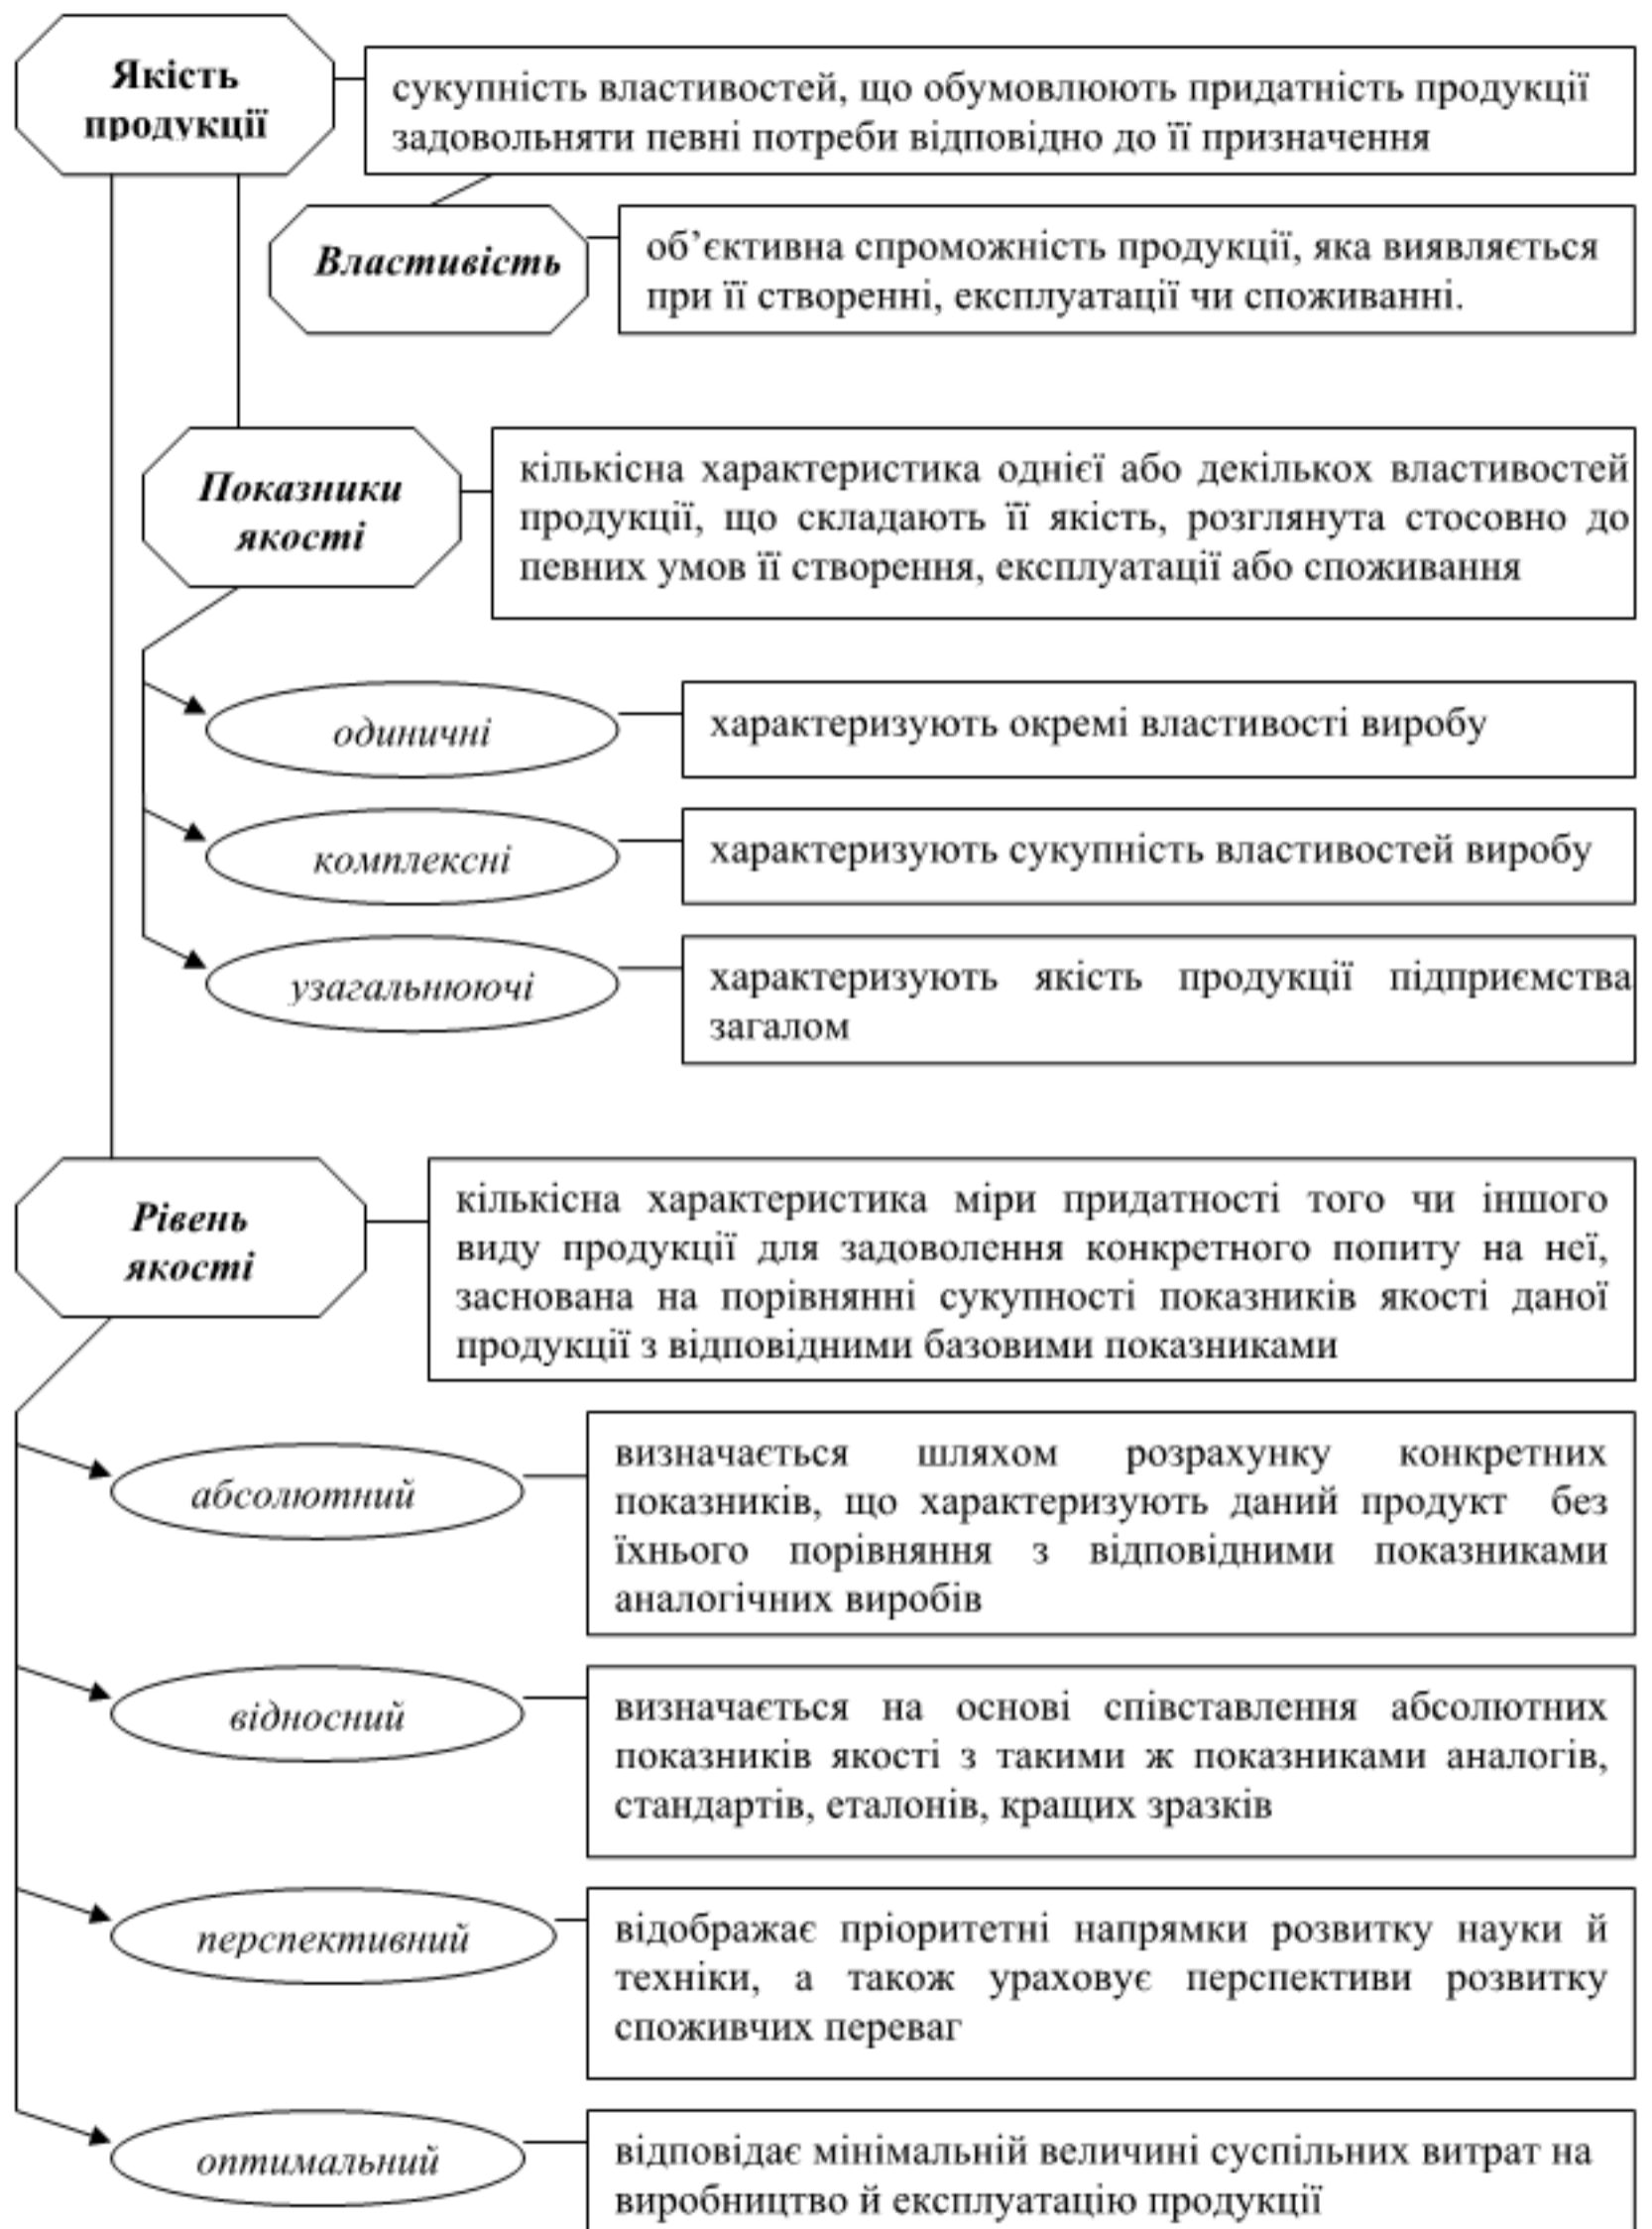 Якість
продукції
сукупність властивостей, що обумовлюють придатність продукції
задовольняти певні потреби відповідно до її призначення
Властивість
об’єктивна спроможність продукції, яка виявляється
при її створенні, експлуатації чи споживанні.
Показники
якості
кількісна характеристика однієї або декількох властивостей
продукції, що складають її якість, розглянута стосовно до
певних умов її створення, експлуатації або споживання
одиничні
характеризують окремі властивості виробу
комплексні
характеризують сукупність властивостей виробу
узагальнюючі
характеризують якість продукції підприємства
загалом
Рівень
якості
кількісна характеристика міри придатності того чи іншого
виду продукції для задоволення конкретного попиту на неї,
заснована на порівнянні сукупності показників якості даної
продукції з відповідними базовими показниками
абсолютний
визначається шляхом розрахунку конкретних
показників, що характеризують даний продукт без
їхнього порівняння з відповідними показниками
аналогічних виробів
відносний
визначається на основі співставлення абсолютних
показників якості з такими ж показниками аналогів,
стандартів, еталонів, кращих зразків
перспективний
відображає пріоритетні напрямки розвитку науки й
техніки, а також ураховує перспективи розвитку
споживчих переваг
оптимальний
відповідає мінімальній величині суспільних витрат на
виробництво й експлуатацію продукції